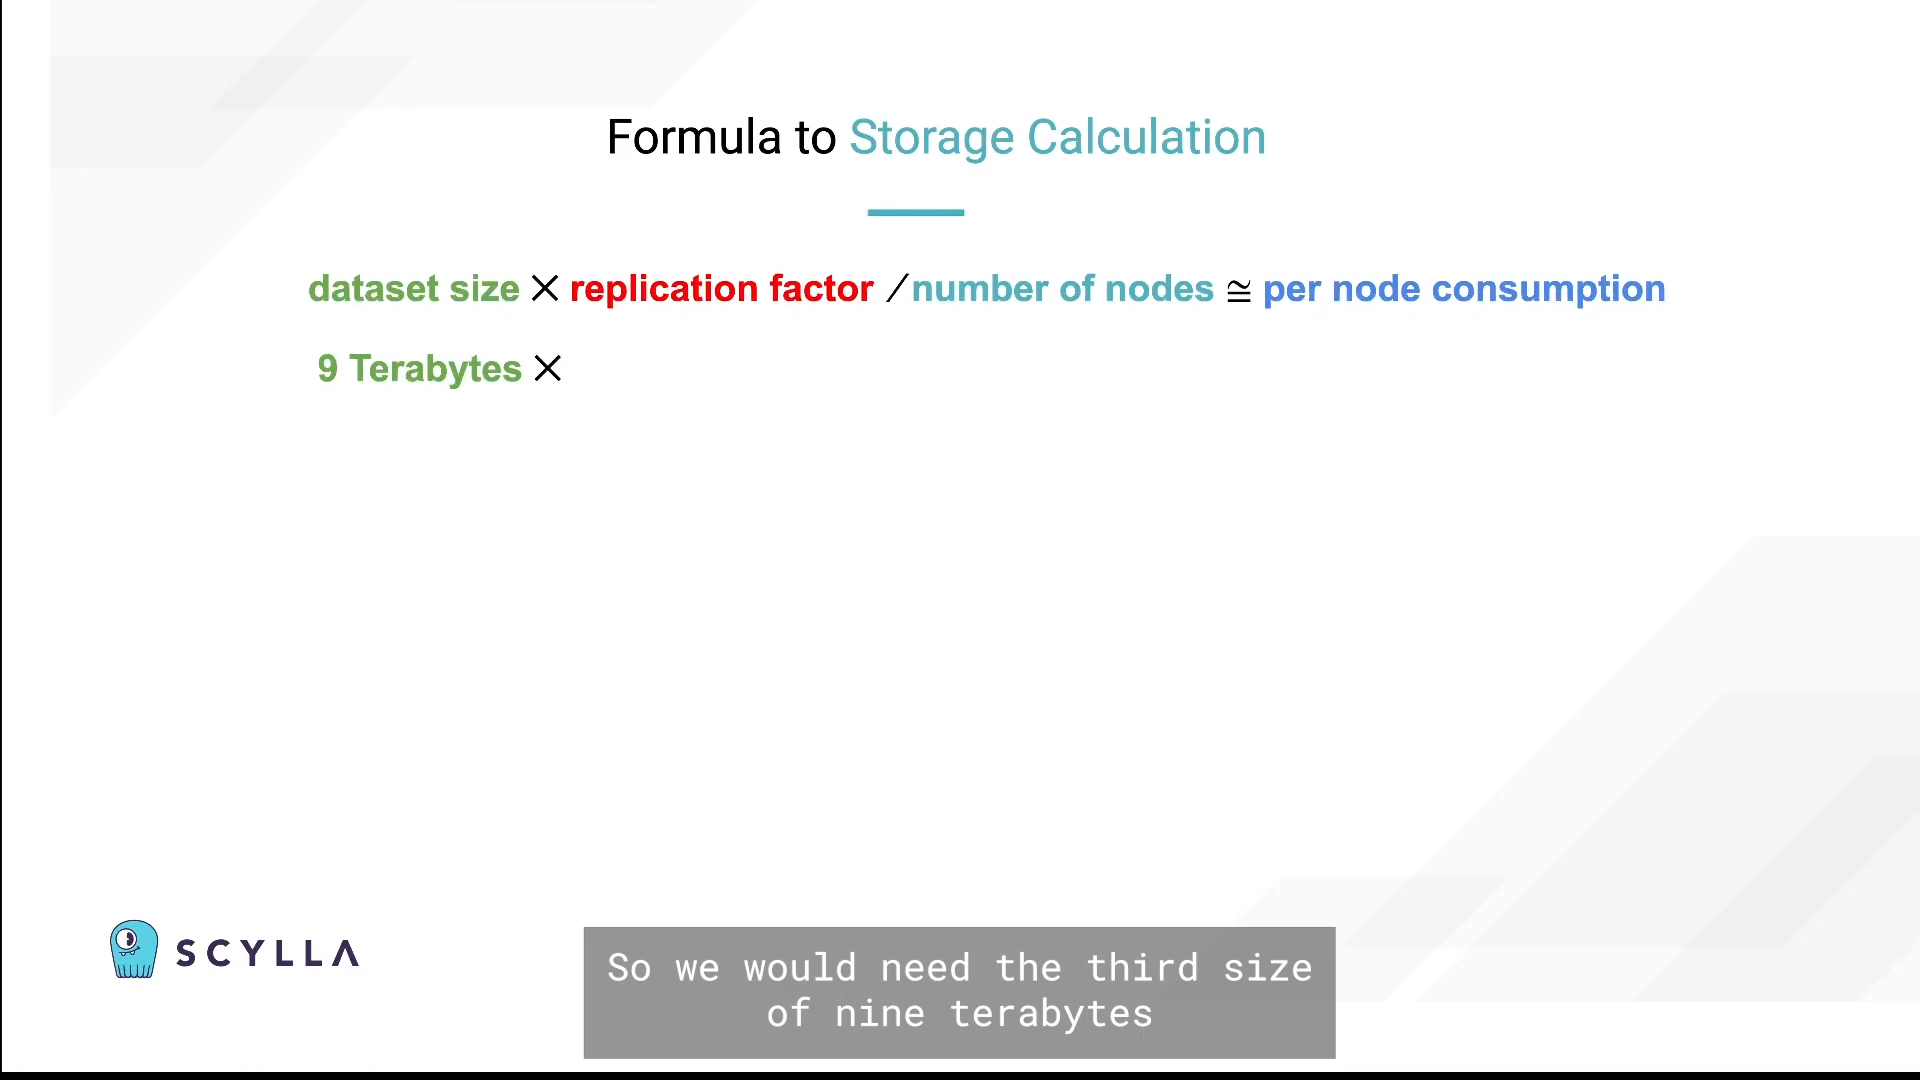 Formula to Storage Calculation
dataset size × replication factor / number of nodes ≅ per node consumption
9 Terabytes ×
SCYLLA
So we would need the third size
of nine terabytes